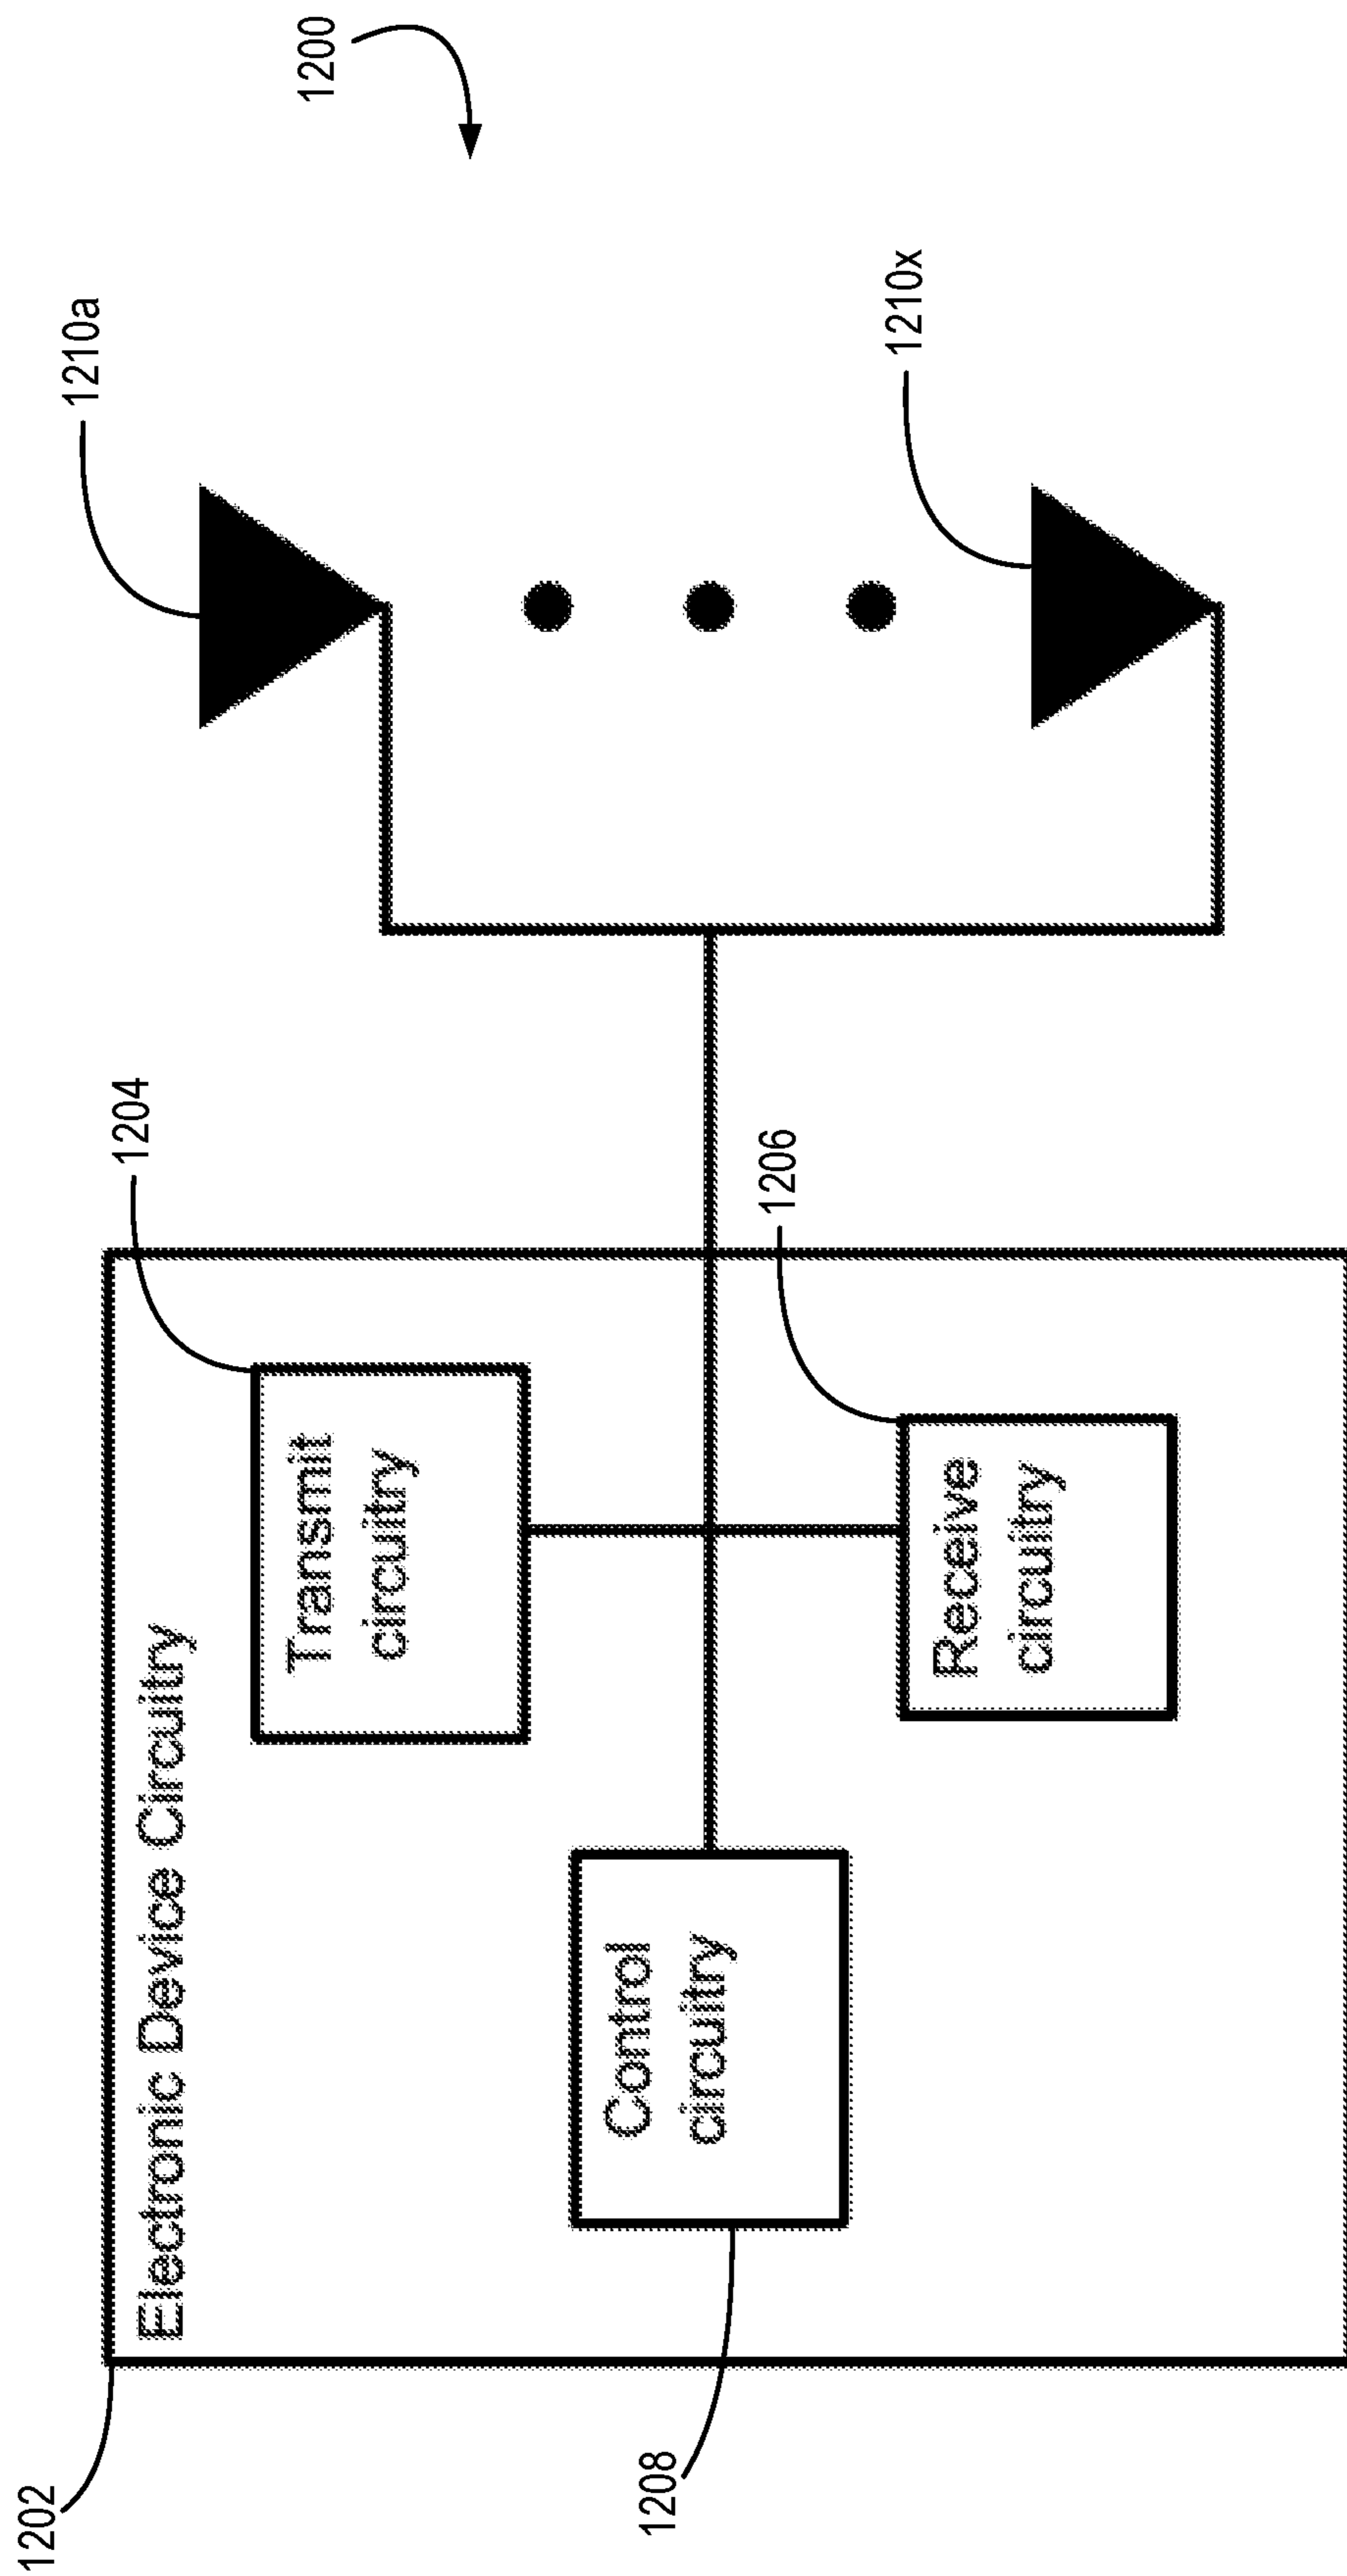 1200
1210a
1210x
1204
1206
1202
Electronic Device Circuitry
Transmit
circuitry
Control
circuitry
Receive
circuitry
1208